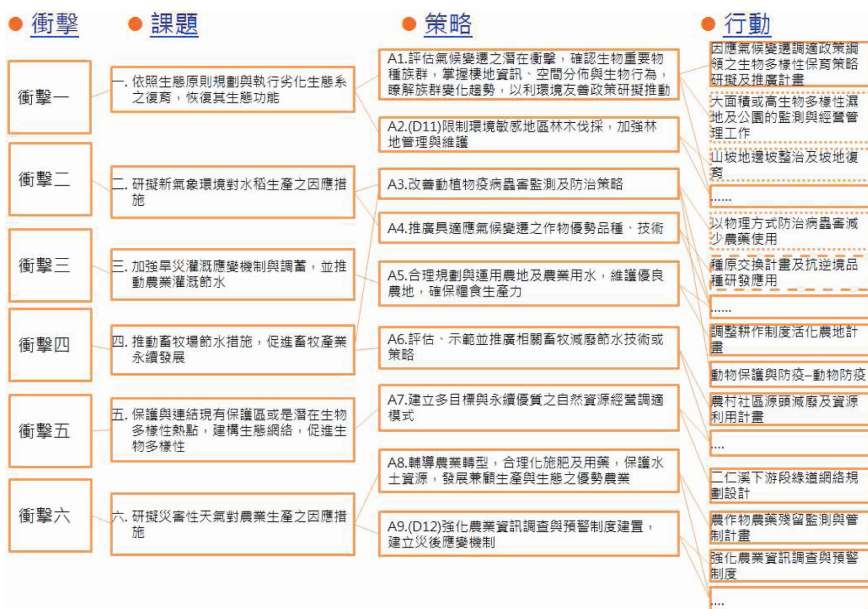 衝擊
課題
策略
行動
衝擊一
衝擊二
衝擊三
衝擊四
衝擊五
衝擊六
一. 依照生態原則規劃與執行劣化生態系
之復育，恢復其生態功能
二. 研擬新氣象環境對水稻生產之因應措
施
三. 加強旱災灌溉應變機制與調蓄，並推
動農業灌溉節水
四. 推動畜牧場節水措施，促進畜牧產業
永續發展
五. 保護與連結現有保護區或是潛在生物
多樣性熱點，建構生態網絡，促進生
物多樣性
六. 研擬災害性天氣對農業生產之因應措
施
A1.評估氣候變遷之潛在衝擊，確認生物重要物
種族群，掌握棲地資訊、空間分佈與生物行為，
瞭解族群變化趨勢，以利環境友善政策研擬推動
A2.(D11)限制環境敏感地區林木伐採，加強林
地管理與維護
A3.改善動植物疫病蟲害監測及防治策略
A4.推廣具適應氣候變遷之作物優勢品種、技術
A5.合理規劃與運用農地及農業用水，維護優良
農地，確保糧食生產力
A6.評估、示範並推廣相關畜牧減廢節水技術或
策略
A7.建立多目標與永續優質之自然資源經營調適
模式
A8.輔導農業轉型，合理化施肥及用藥，保護水
土資源，發展兼顧生產與生態之優勢農業
A9.(D12)強化農業資訊調查與預警制度建置，
建立災後應變機制
因應氣候變遷調適政策綱
領之生物多樣性保育策略
研擬及推廣計畫
大面積或高生物多樣性濕
地及公園的監測與經營管
理工作
山坡地邊坡整治及坡地復
育
......
以物理方式防治病蟲害減
少農藥使用
種原交換計畫及抗逆境品
種研發應用
......
調整耕作制度活化農地計
畫
動物保護與防疫–動物防疫
農村社區源頭減廢及資源
利用計畫
....
二仁溪下游段綠道網絡規
劃設計
農作物農藥殘留監測與管
制計畫
強化農業資訊調查與預警
制度
....